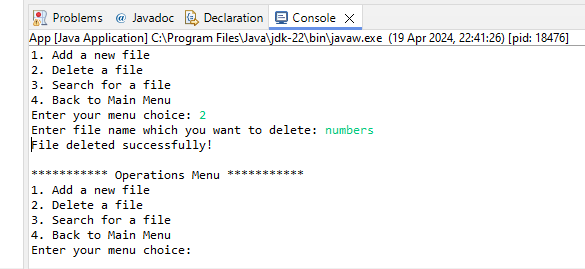 Problems @ Javadoc Declaration Console
App [Java Application] C:\Program Files\Java\jdk-22\bin\javaw.exe (19 Apr 2024, 22:41:26) [pid: 18476]
1. Add a new file
2. Delete a file
3. Search for a file
4. Back to Main Menu
Enter your menu choice: 2
Enter file name which you want to delete: numbers
File deleted successfully!
*********** Operations Menu ***********
1. Add a new file
2. Delete a file
3. Search for a file
4. Back to Main Menu
Enter your menu choice: